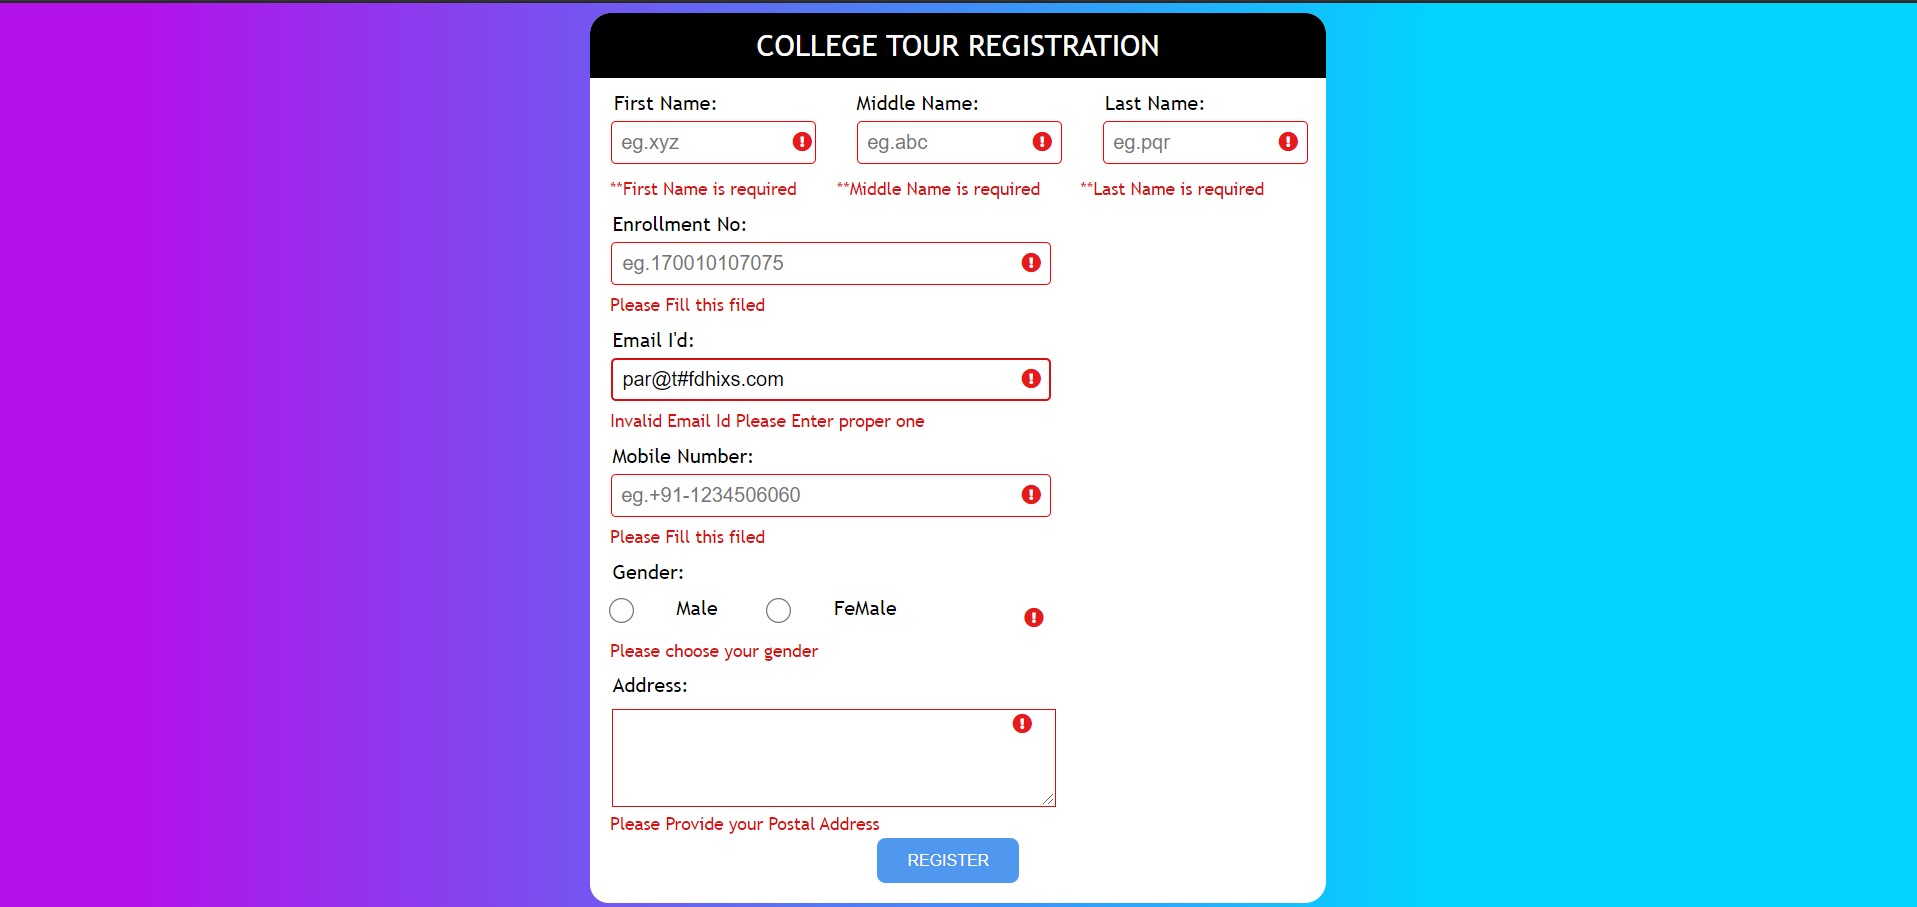 COLLEGE TOUR REGISTRATION
First Name: Middle Name: Last Name:
eg.xyz eg.abc eg.pqr
**First Name is required **Middle Name is required **Last Name is required
Enrollment No:
eg.170010107075
Please Fill this filed
Email I'd:
par@t#fdhixs.com
Invalid Email Id Please Enter proper one
Mobile Number:
eg.+91-1234506060
Please Fill this filed
Gender:
Male FeMale
Please choose your gender
Address:
Please Provide your Postal Address
REGISTER